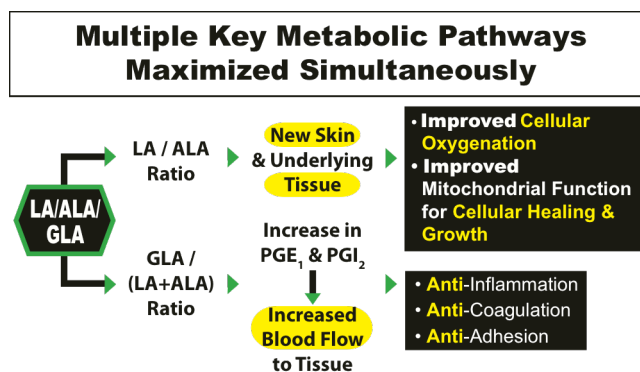 Multiple Key Metabolic Pathways
Maximized Simultaneously
LA/ALA/
GLA
LA / ALA
Ratio
New Skin
& Underlying
Tissue
• Improved Cellular
Oxygenation
• Improved
Mitochondrial Function
for Cellular Healing &
Growth
GLA /
(LA+ALA)
Ratio
Increase in
PGE₁ & PGI₂
Increased
Blood Flow
to Tissue
• Anti-Inflammation
• Anti-Coagulation
• Anti-Adhesion